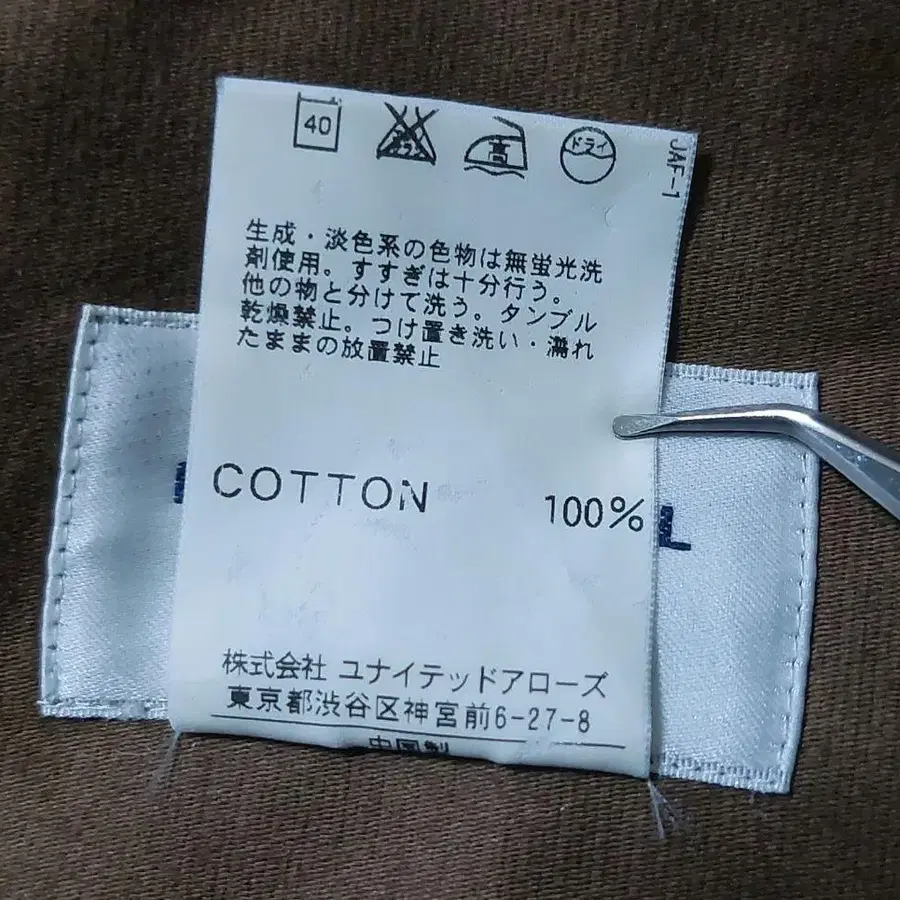 40
高
ドライ
JAF-1
生成・淡色系の色物は無蛍光洗
剤使用。すすぎは十分行う。
他の物と分けて洗う。タンブル
乾燥禁止。つけ置き洗い・濡れ
たままの放置禁止
COTTON 100%
L
株式会社 ユナイテッドアローズ
東京都渋谷区神宮前6-27-8
中国製